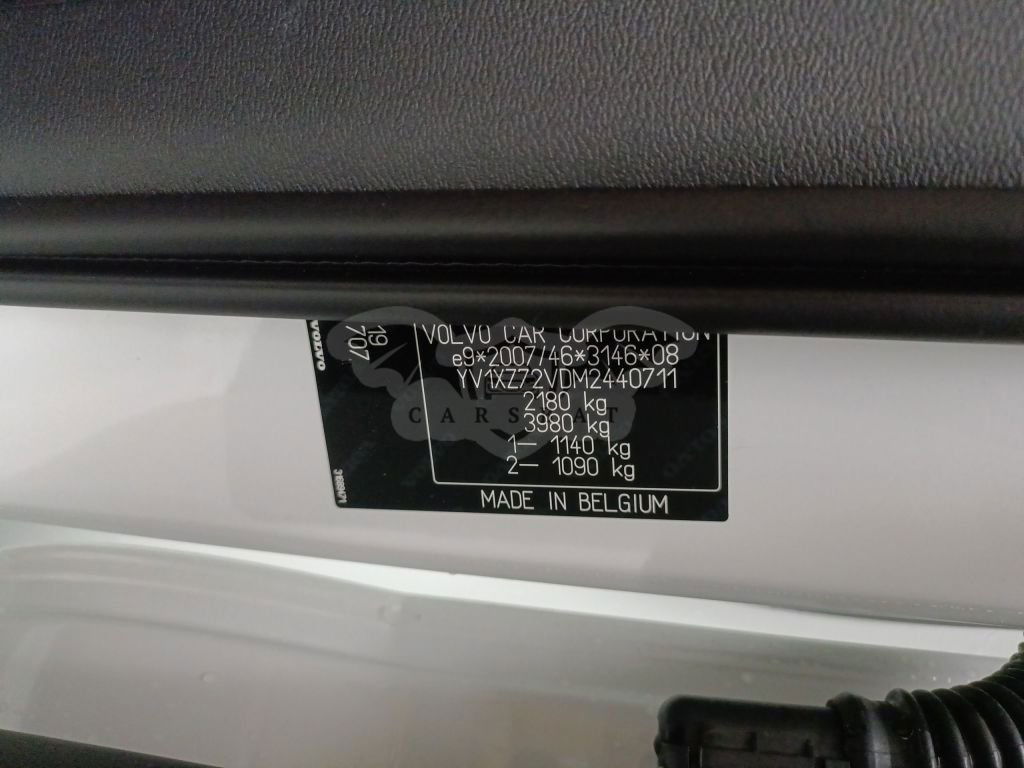 VOLVO CAR CORPORATION
e9*2007/46*3146*08
YV1XZ72VDM2440711
2180 kg
3980 kg
1– 1140 kg
2– 1090 kg
MADE IN BELGIUM
VOLVO
19
707
CARSBAT